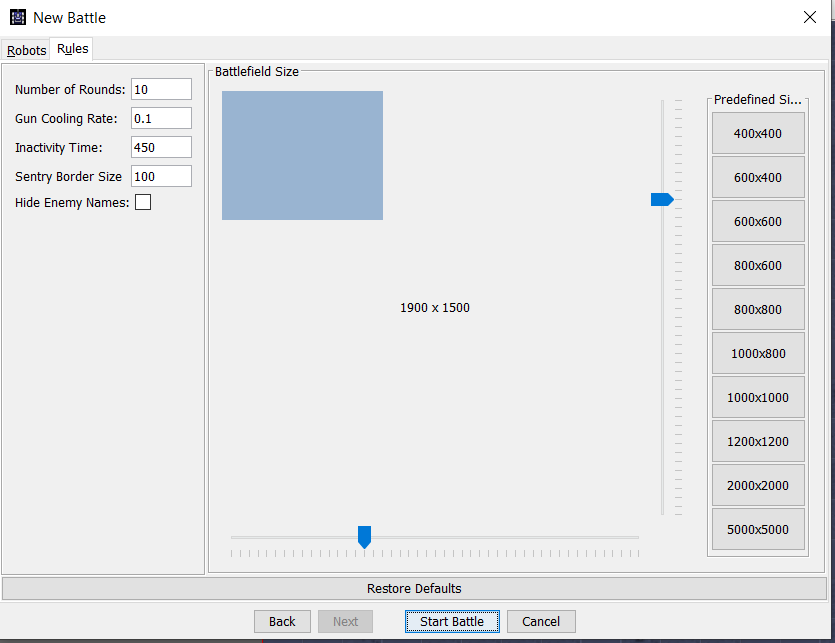 New Battle
Robots
Rules
Number of Rounds: 10
Gun Cooling Rate: 0.1
Inactivity Time: 450
Sentry Border Size 100
Hide Enemy Names:
Battlefield Size
1900 x 1500
Predefined Si...
400x400
600x400
600x600
800x600
800x800
1000x800
1000x1000
1200x1200
2000x2000
5000x5000
Restore Defaults
Back
Next
Start Battle
Cancel